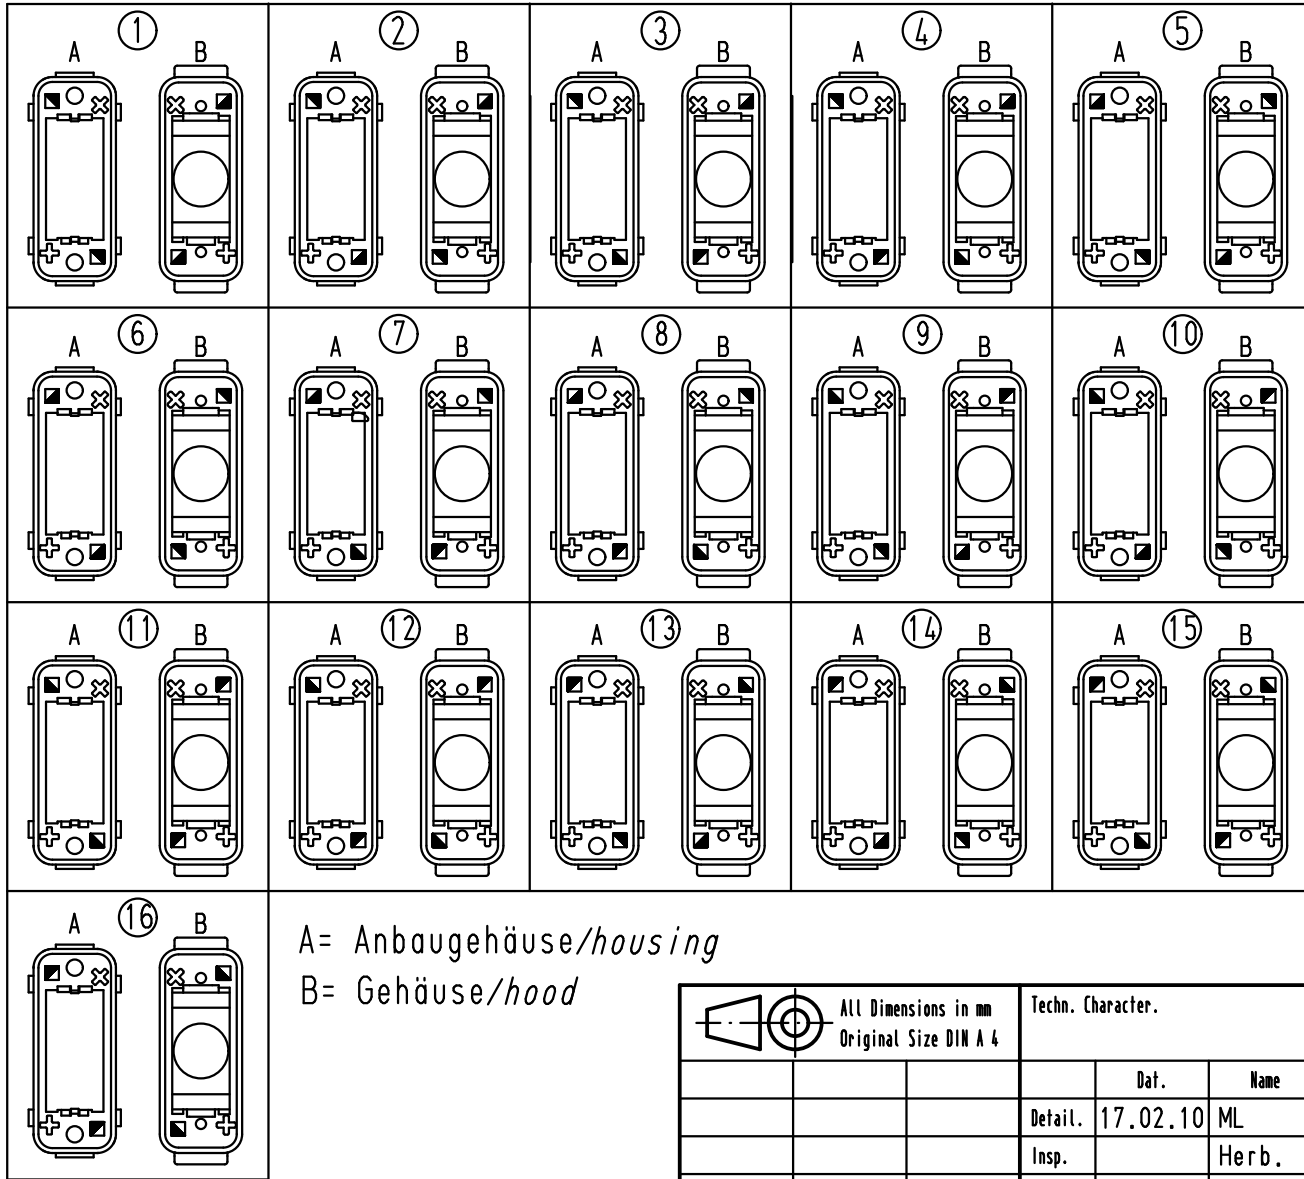 1 2 3 4 5
A B A B A B A B A B
6 7 8 9 10
A B A B A B A B A B
11 12 13 14 15
A B A B A B A B A B
16
A B
A= Anbaugehäuse/housing
B= Gehäuse/hood
All Dimensions in mm
Original Size DIN A 4
Techn. Character.
Dat. Name
Detail. 17.02.10 ML
Insp. Herb.